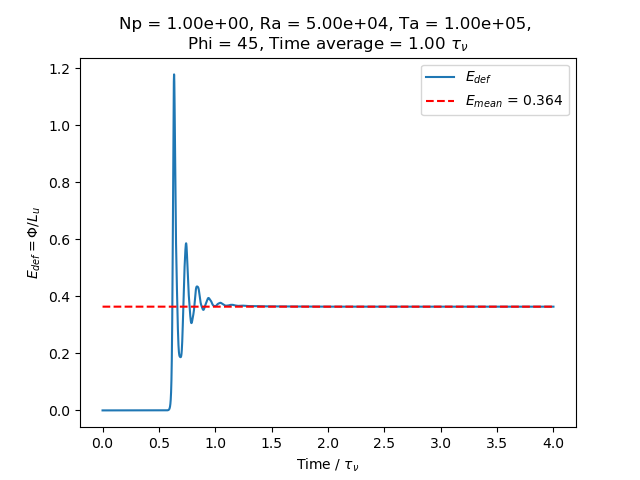 Np = 1.00e+00, Ra = 5.00e+04, Ta = 1.00e+05,
Phi = 45, Time average = 1.00 τν
E_def
E_mean = 0.364
E_def = Φ/L_u
1.2
1.0
0.8
0.6
0.4
0.2
0.0
0.0 0.5 1.0 1.5 2.0 2.5 3.0 3.5 4.0
Time / τν